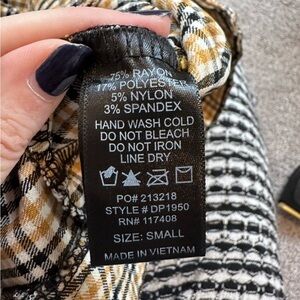 75% RAYON
17% POLYESTER
5% NYLON
3% SPANDEX
HAND WASH COLD
DO NOT BLEACH
DO NOT IRON
LINE DRY
PO# 213218
STYLE # DP1950
RN# 117408
SIZE: SMALL
MADE IN VIETNAM